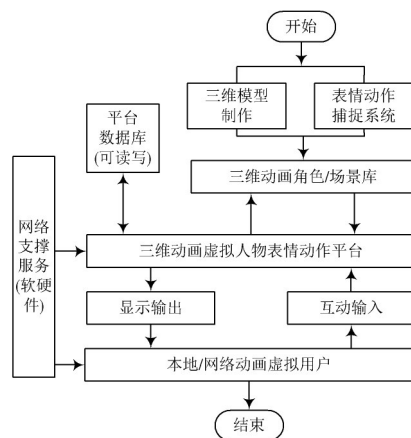 开始
三维模型
制作
表情动作
捕捉系统
平台
数据库
(可读写)
三维动画角色/场景库
网络
支撑
服务
(软硬
件)
三维动画虚拟人物表情动作平台
显示输出
互动输入
本地/网络动画虚拟用户
结束